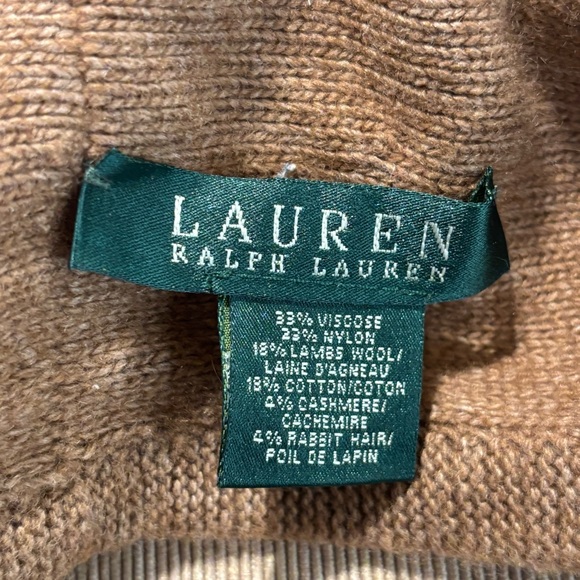 LAUREN
RALPH LAUREN
33% VISCOSE
23% NYLON
18% LAMBS WOOL/
LAINE D'AGNEAU
18% COTTON/COTON
4% CASHMERE/
CACHEMIRE
4% RABBIT HAIR/
POIL DE LAPIN